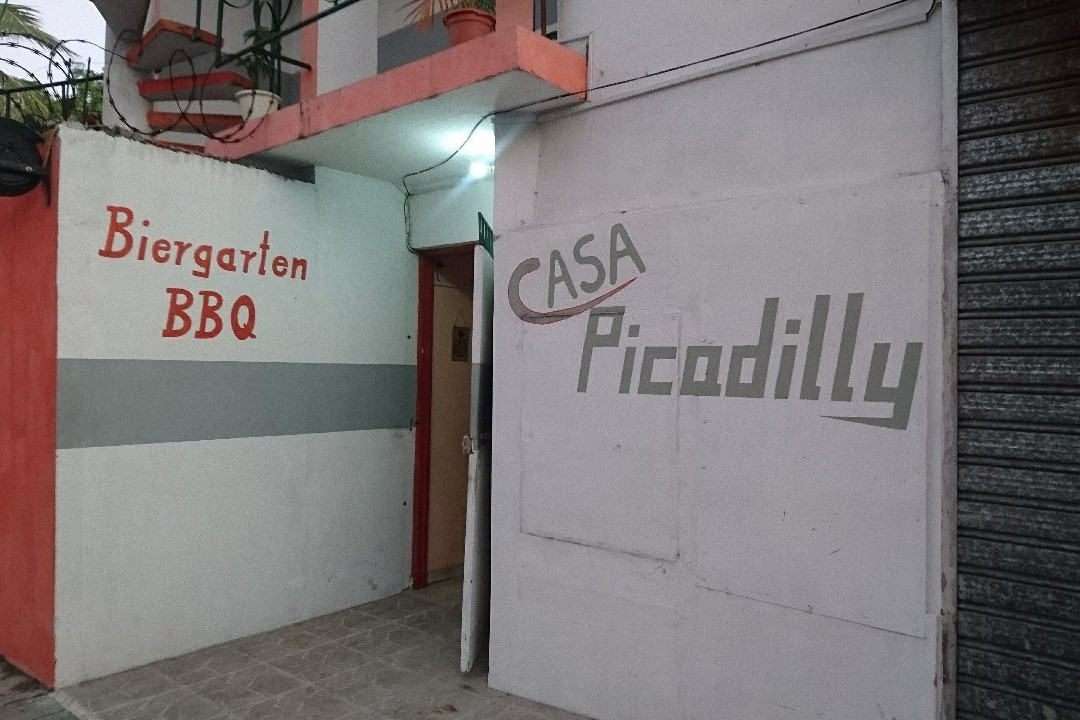 Biergarten
BBQ
CASA
Picadilly